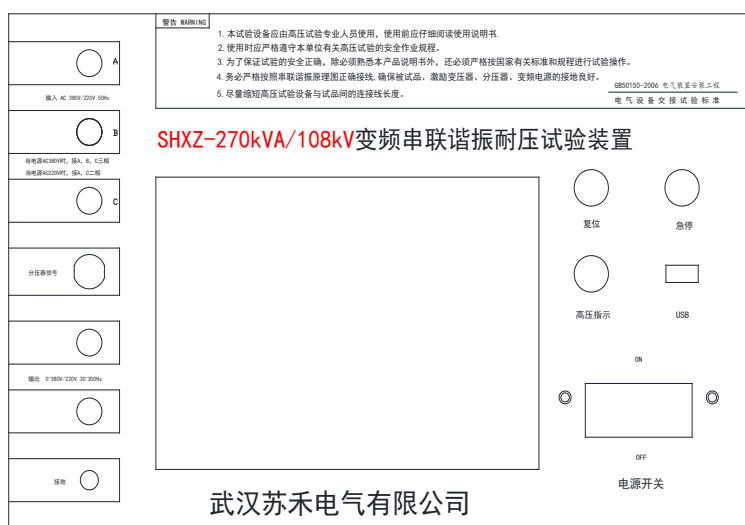 警告 WARNING
1. 本试验设备应由高压试验专业人员使用, 使用前应仔细阅读使用说明书.
2. 使用时应严格遵守本单位有关高压试验的安全作业规程。
3. 为了保证试验的安全正确, 除必须熟悉本产品说明书外, 还必须严格按国家有关标准和规程进行试验操作。
4. 务必严格按照串联谐振原理图正确接线, 确保被试品、激励变压器、分压器、变频电源的接地良好。
5. 尽量缩短高压试验设备与试品间的连接线长度。
GB50150-2006 电气装置安装工程
电气设备交接试验标准
A
输入 AC 380V/220V 50Hz
B
当电源AC380V时, 接A, B, C三相
当电源AC220V时, 接A, C二相
C
分压器信号
输出 0~380V/220V 30~300Hz
接地
SHXZ-270kVA/108kV变频串联谐振耐压试验装置
复位
急停
高压指示
USB
ON
OFF
电源开关
武汉苏禾电气有限公司